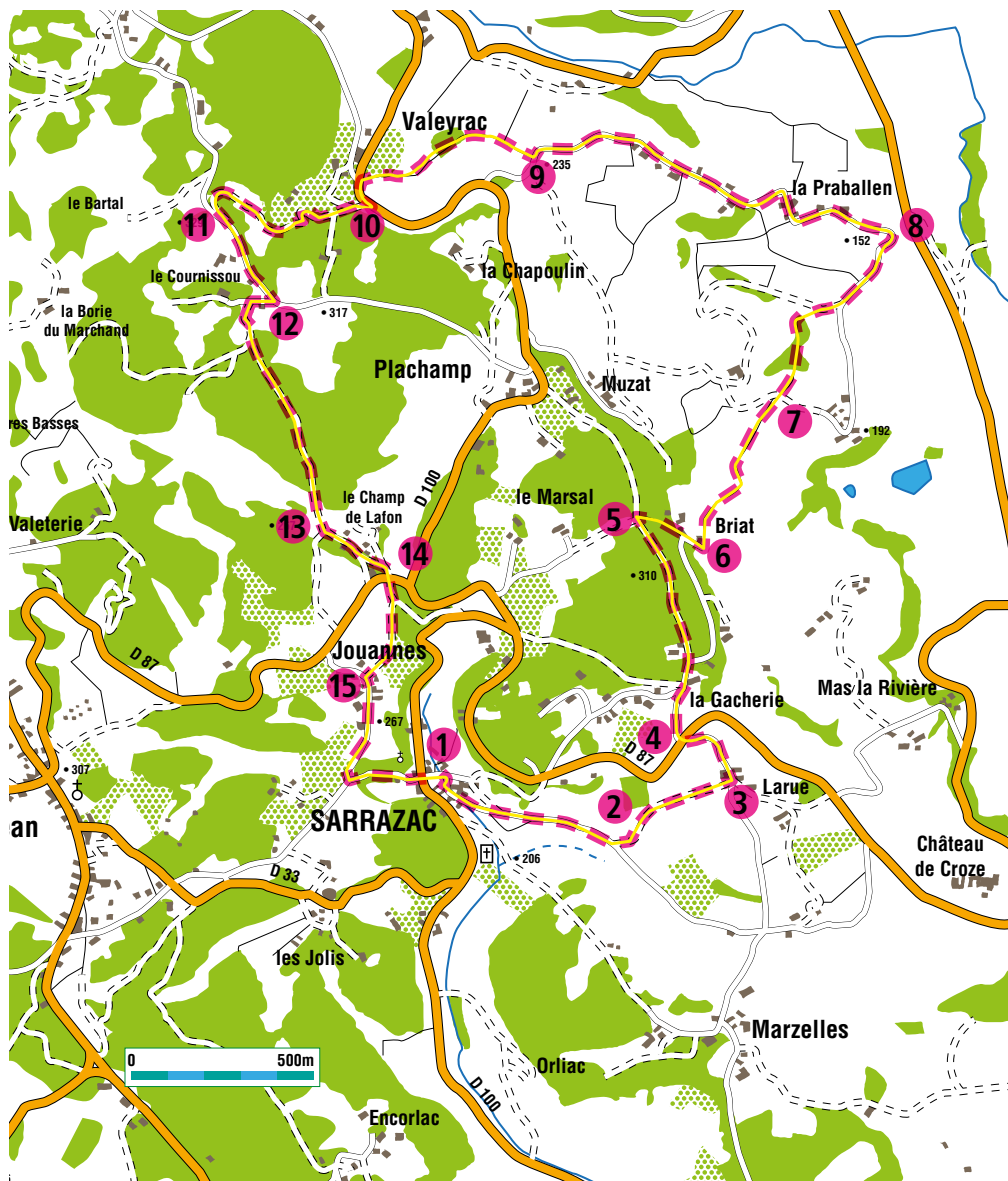 Valeyrac
9
235
la Praballen
le Bartal
11
10
8
152
la Chapoulin
le Cournissou
la Borie
du Marchand
12
317
Plachamp
Muzat
7
192
res Basses
D 100
le Marsal
le Champ
de Lafon
Valeterie
13
5
Briat
6
14
310
Jouannes
D 87
15
la Gacherie
Mas la Rivière
267
1
4
D 87
307
an
SARRAZAC
2
3
Larue
206
Château
de Croze
D 33
les Jolis
Marzelles
0
500m
Orliac
D 100
Encorlac